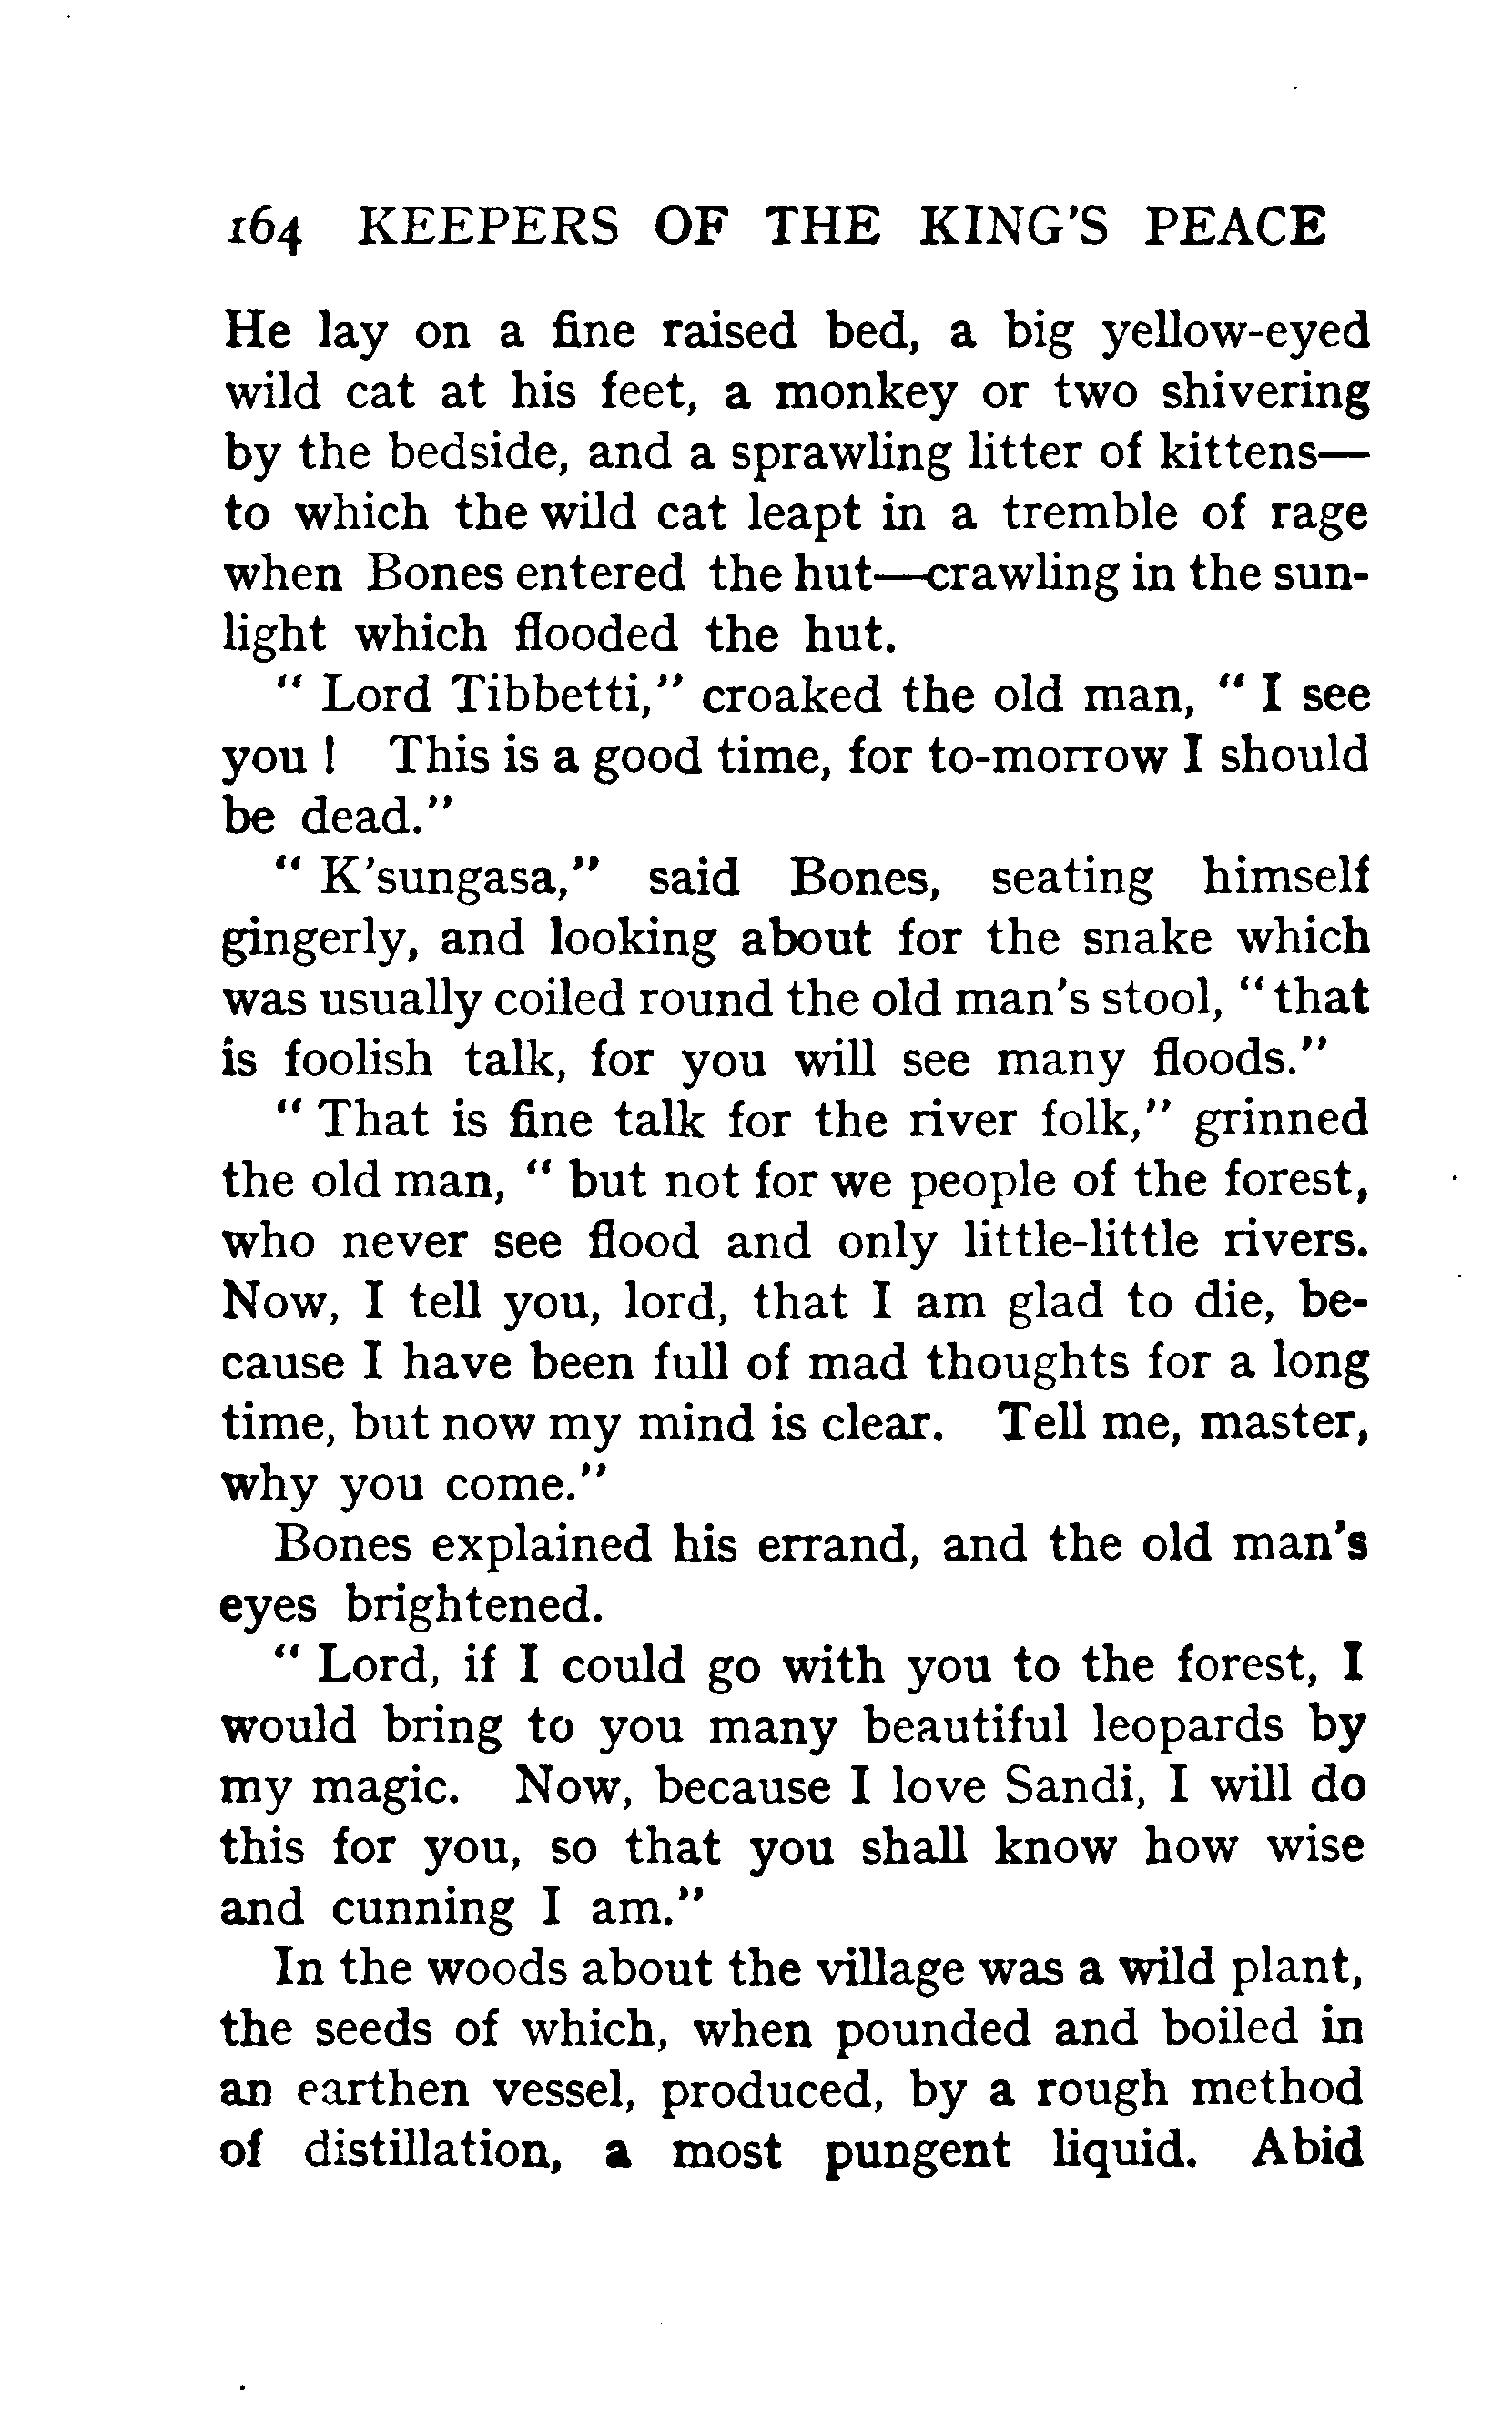 164 KEEPERS OF THE KING'S PEACE
He lay on a fine raised bed, a big yellow-eyed
wild cat at his feet, a monkey or two shivering
by the bedside, and a sprawling litter of kittens—
to which the wild cat leapt in a tremble of rage
when Bones entered the hut—crawling in the sun-
light which flooded the hut.
" Lord Tibbetti," croaked the old man, " I see
you ! This is a good time, for to-morrow I should
be dead."
" K'sungasa," said Bones, seating himself
gingerly, and looking about for the snake which
was usually coiled round the old man's stool, " that
is foolish talk, for you will see many floods."
" That is fine talk for the river folk," grinned
the old man, " but not for we people of the forest,
who never see flood and only little-little rivers.
Now, I tell you, lord, that I am glad to die, be-
cause I have been full of mad thoughts for a long
time, but now my mind is clear. Tell me, master,
why you come."
Bones explained his errand, and the old man's
eyes brightened.
" Lord, if I could go with you to the forest, I
would bring to you many beautiful leopards by
my magic. Now, because I love Sandi, I will do
this for you, so that you shall know how wise
and cunning I am."
In the woods about the village was a wild plant,
the seeds of which, when pounded and boiled in
an earthen vessel, produced, by a rough method
of distillation, a most pungent liquid. Abid